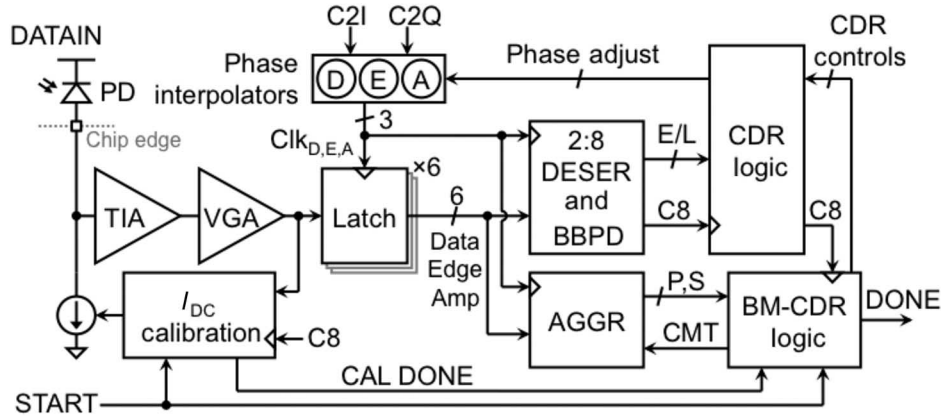 C2I C2Q
DATAIN
CDR
controls
Phase
interpolators
D E A
Phase adjust
PD
Chip edge
3
Clk D,E,A
×6
2:8
DESER
and
BBPD
E/L
CDR
logic
TIA
VGA
Latch
6
C8
C8
Data
Edge
Amp
I DC
calibration
C8
AGGR
P,S
CMT
BM-CDR
logic
DONE
CAL DONE
START